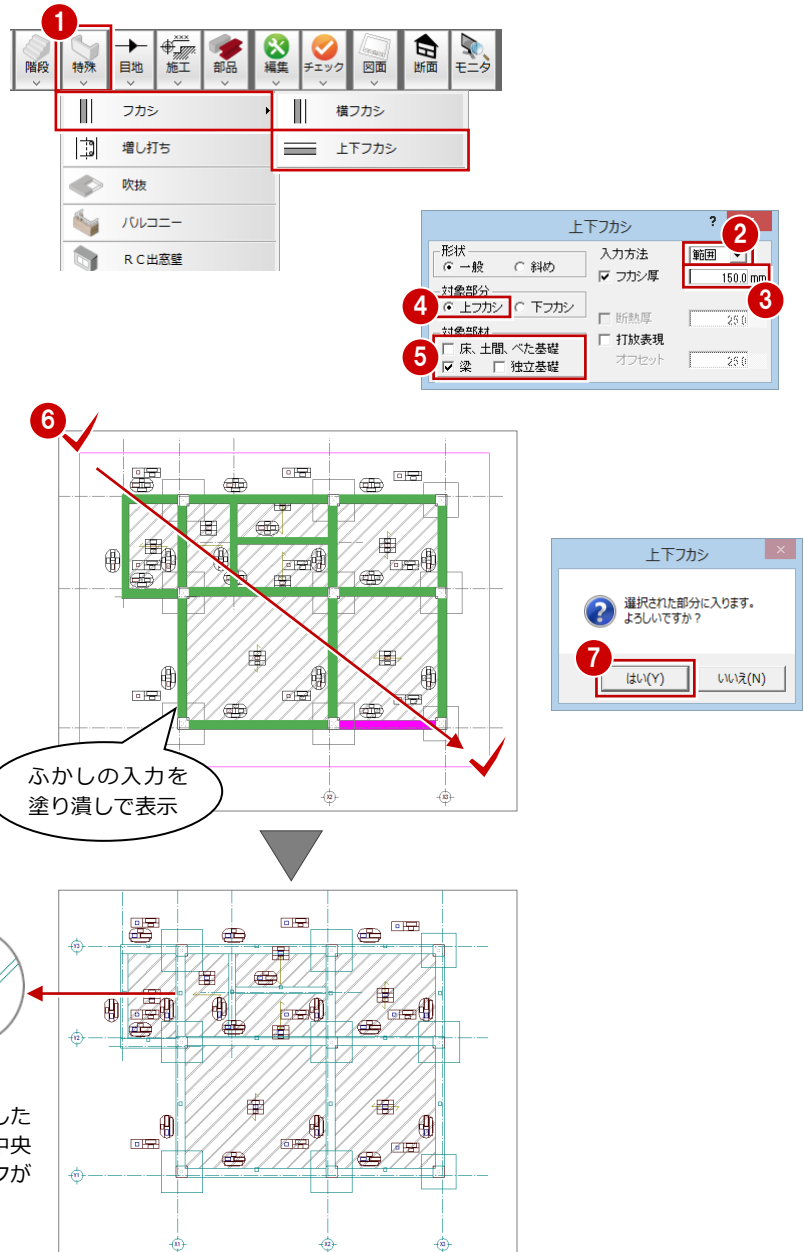 1
階段 特殊 目地 施工 部品 編集 チェック 図面 断面 モニタ
フカシ 横フカシ
増し打ち 上下フカシ
吹抜
バルコニー
ＲＣ出窓壁
上下フカシ ?
2
形状 入力方法 範囲
一般 斜め フカシ厚 150.0 mm
3
対象部分
4 上フカシ 下フカシ 断熱厚 25.0
対象部材 打放表現
5 床、土間、べた基礎 オフセット 25.0
梁 独立基礎
6
上下フカシ
選択された部分に入ります。
よろしいですか？
7
はい(Y) いいえ(N)
ふかしの入力を
塗り潰しで表示
X2 X3
Y3
Y2
した
中央
クが
Y1
X1 X2 X3